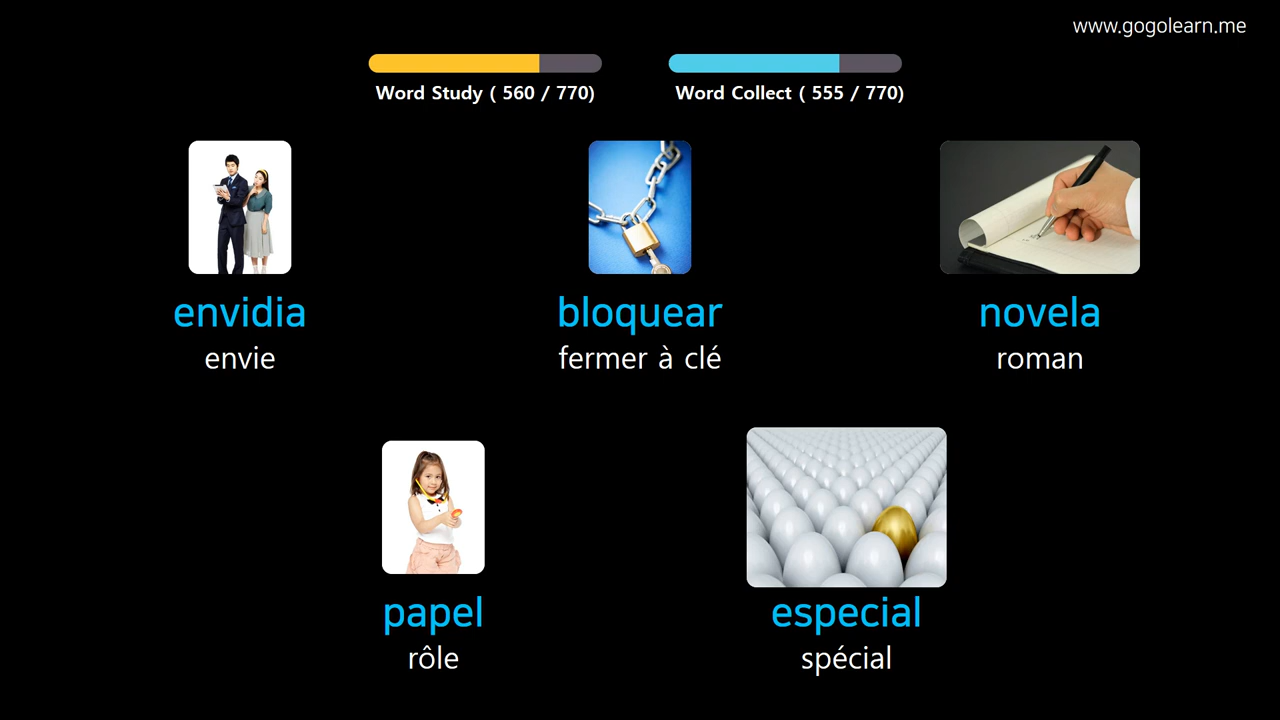 www.gogolearn.me
Word Study ( 560 / 770)
Word Collect ( 555 / 770)
envidia
envie
bloquear
fermer à clé
novela
roman
papel
rôle
especial
spécial